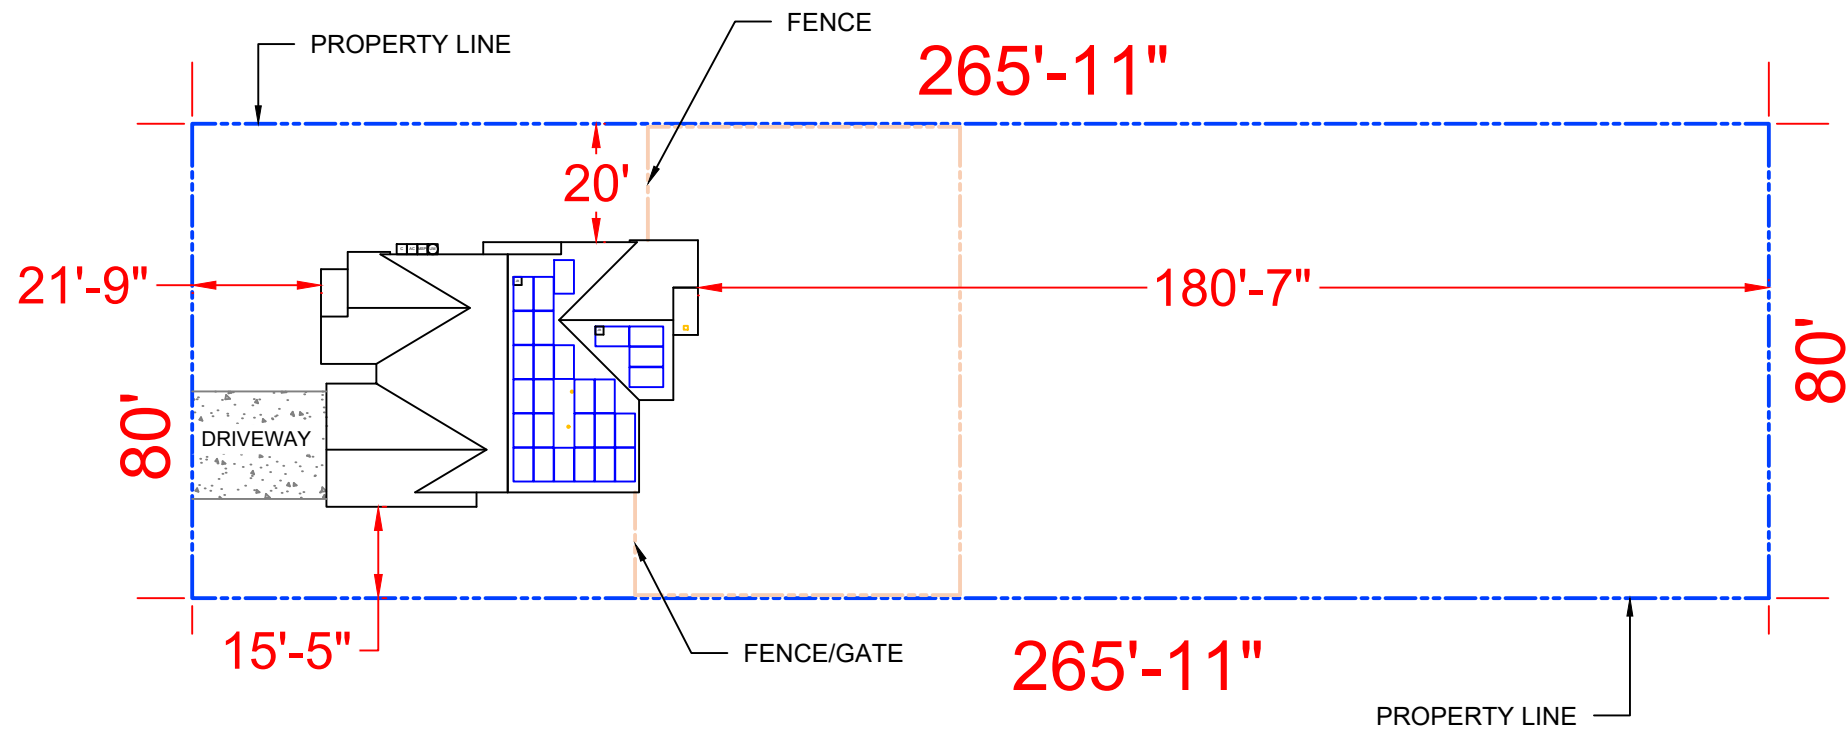 FENCE
PROPERTY LINE
265'-11"
20'
21'-9"
180'-7"
80'
80'
DRIVEWAY
15'-5"
FENCE/GATE
265'-11"
PROPERTY LINE